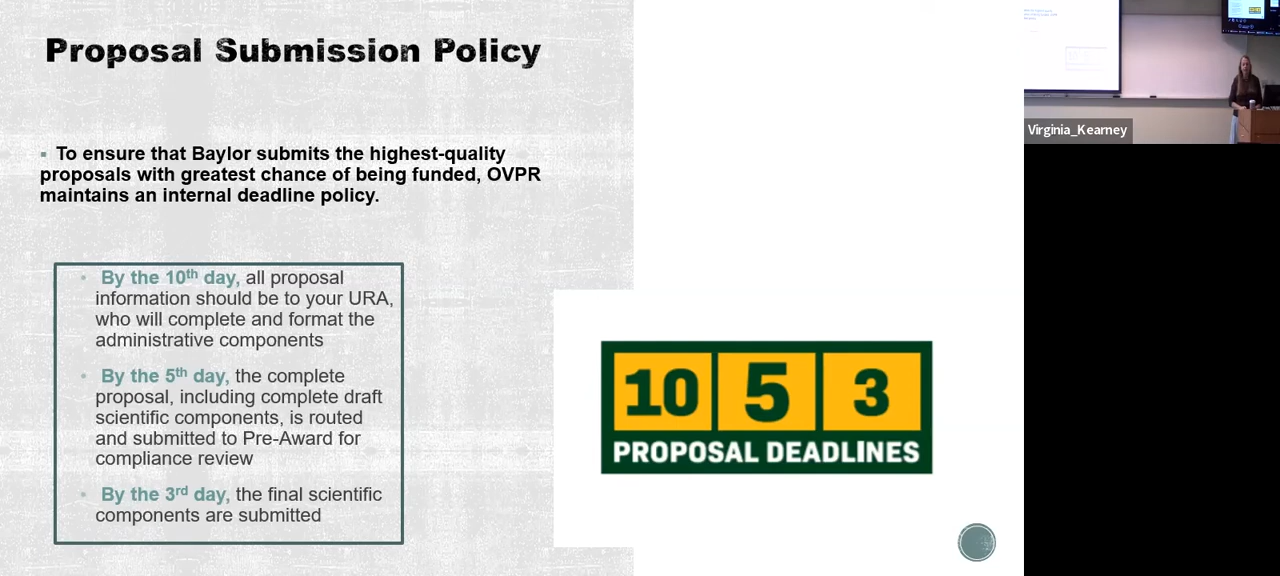 Proposal Submission Policy
To ensure that Baylor submits the highest-quality
proposals with greatest chance of being funded, OVPR
maintains an internal deadline policy.
By the 10th day, all proposal
information should be to your URA,
who will complete and format the
administrative components
By the 5th day, the complete
proposal, including complete draft
scientific components, is routed
and submitted to Pre-Award for
compliance review
By the 3rd day, the final scientific
components are submitted
10 5 3
PROPOSAL DEADLINES
Virginia_Kearney